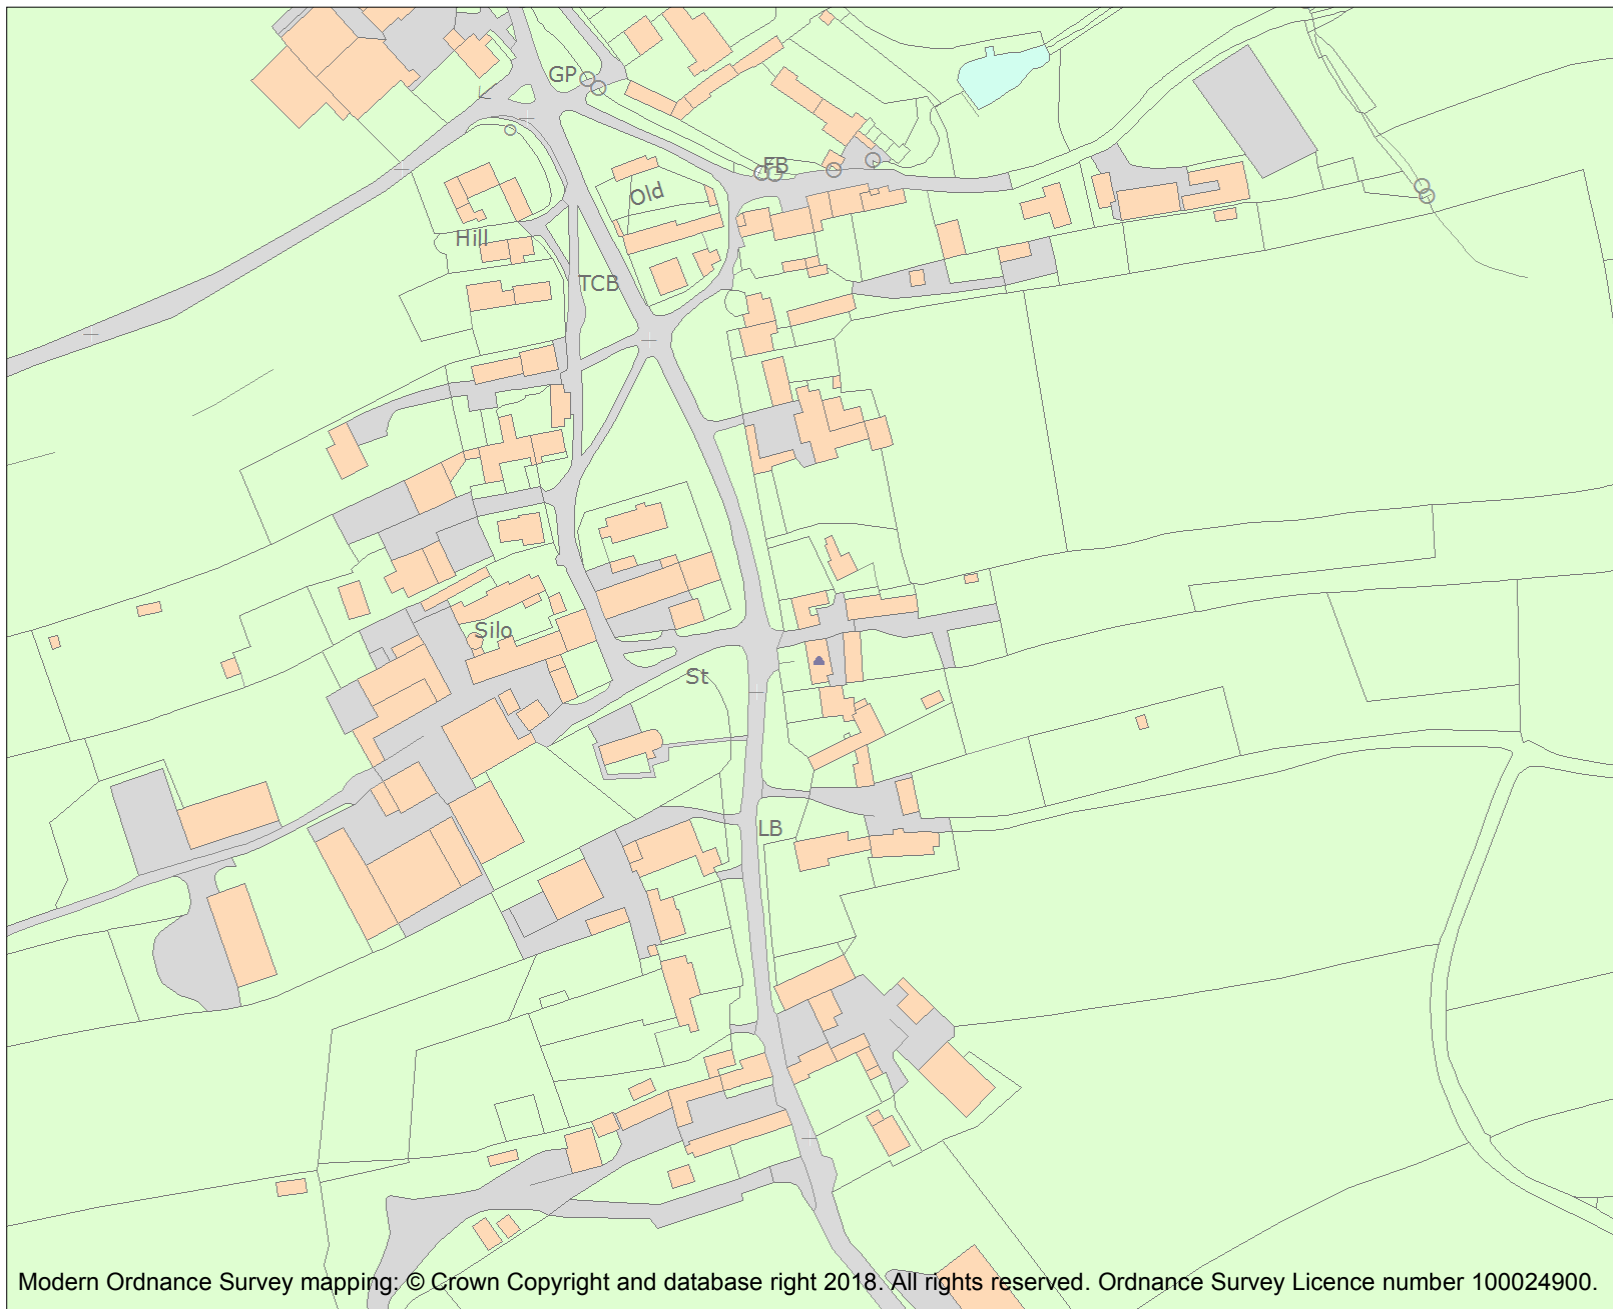 GP
FB
Old
Hill
TCB
Silo
St
LB
Modern Ordnance Survey mapping: © Crown Copyright and database right 2018. All rights reserved. Ordnance Survey Licence number 100024900.